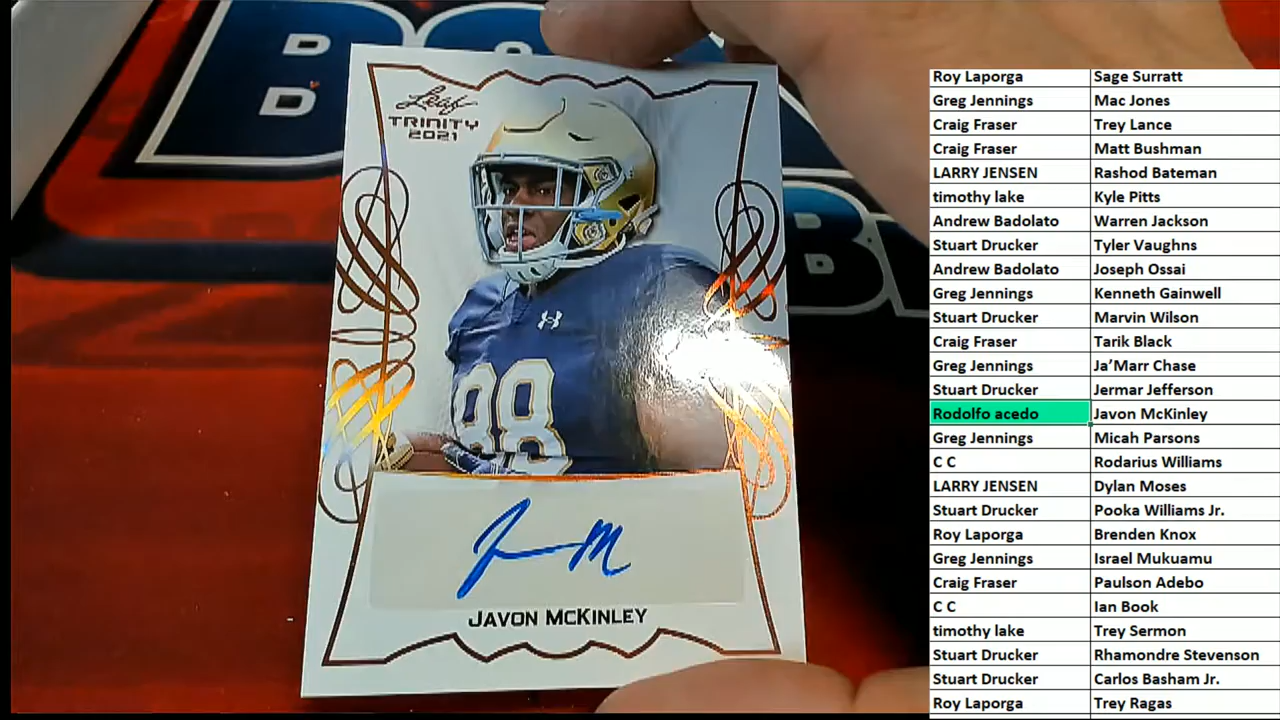 D
D
B
Leaf
TRINITY
2021
88
JAVON MCKINLEY
Roy Laporga Sage Surratt
Greg Jennings Mac Jones
Craig Fraser Trey Lance
Craig Fraser Matt Bushman
LARRY JENSEN Rashod Bateman
timothy lake Kyle Pitts
Andrew Badolato Warren Jackson
Stuart Drucker Tyler Vaughns
Andrew Badolato Joseph Ossai
Greg Jennings Kenneth Gainwell
Stuart Drucker Marvin Wilson
Craig Fraser Tarik Black
Greg Jennings Ja’Marr Chase
Stuart Drucker Jermar Jefferson
Rodolfo acedo Javon McKinley
Greg Jennings Micah Parsons
C C Rodarius Williams
LARRY JENSEN Dylan Moses
Stuart Drucker Pooka Williams Jr.
Roy Laporga Brenden Knox
Greg Jennings Israel Mukuamu
Craig Fraser Paulson Adebo
C C Ian Book
timothy lake Trey Sermon
Stuart Drucker Rhamondre Stevenson
Stuart Drucker Carlos Basham Jr.
Roy Laporga Trey Ragas